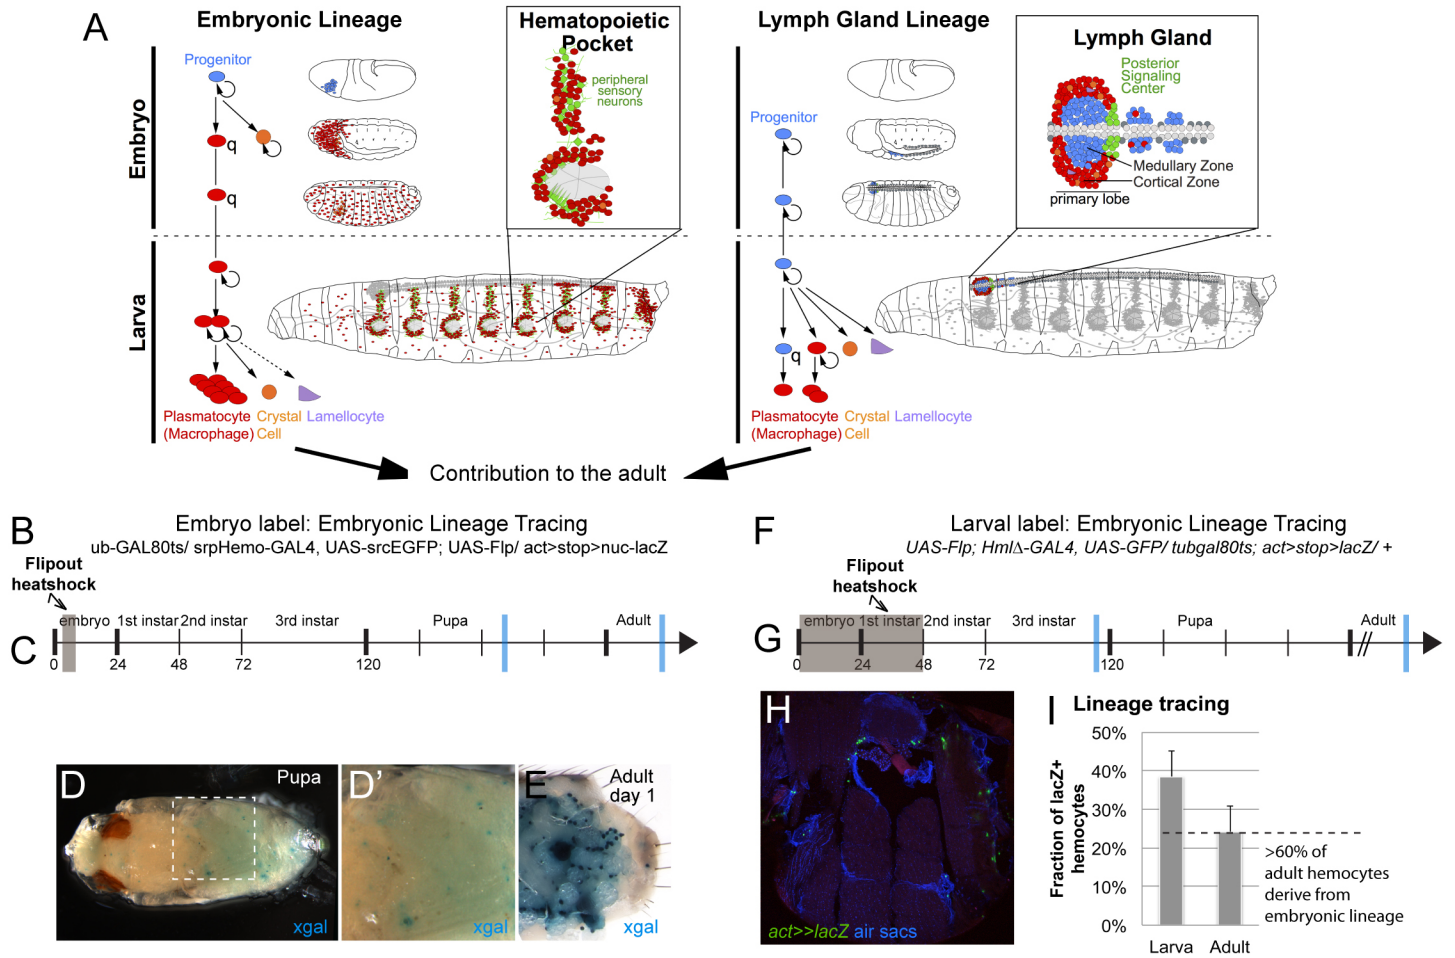 A
Embryonic Lineage
Hematopoietic
Pocket
peripheral
sensory
neurons
Lymph Gland Lineage
Lymph Gland
Posterior
Signaling
Center
Medullary Zone
Cortical Zone
primary lobe
Embryo
Progenitor
q
q
Progenitor
Larva
Plasmatocyte
(Macrophage)
Crystal
Cell
Lamellocyte
q
Plasmatocyte
(Macrophage)
Crystal
Cell
Lamellocyte
Embryo
Larva
Contribution to the adult
B
Embryo label: Embryonic Lineage Tracing
ub-GAL80ts/ srpHemo-GAL4, UAS-srcEGFP; UAS-Flp/ act>stop>nuc-lacZ
Flipout
heatshock
C
embryo 1st instar 2nd instar 3rd instar Pupa Adult
0 24 48 72 120
D
Pupa
xgal
D'
xgal
E
Adult
day 1
xgal
F
Larval label: Embryonic Lineage Tracing
UAS-Flp; HmlΔ-GAL4, UAS-GFP/ tubgal80ts; act>stop>lacZ/ +
Flipout
heatshock
G
embryo 1st instar 2nd instar 3rd instar Pupa Adult
0 24 48 72 120
H
act>>lacZ air sacs
I
Lineage tracing
Fraction of lacZ+
hemocytes
50%
40%
30%
20%
10%
0%
Larva Adult
>60% of
adult hemocytes
derive from
embryonic lineage